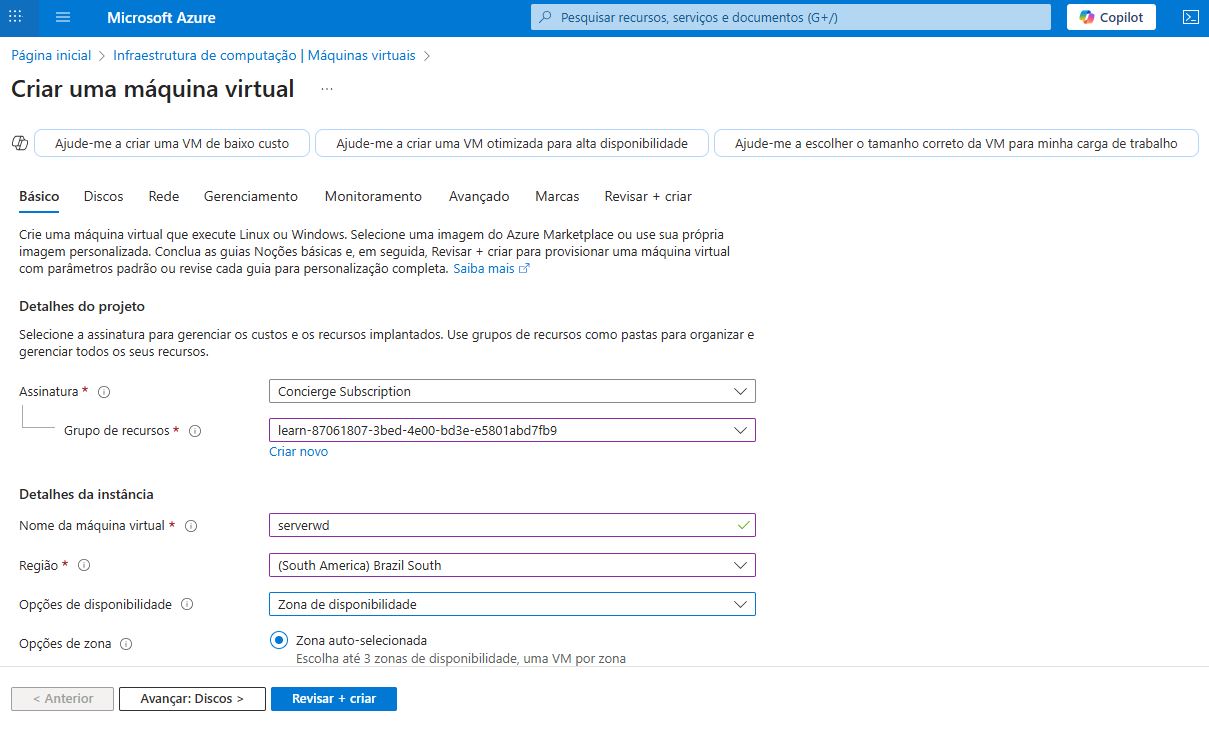 Microsoft Azure
Pesquisar recursos, serviços e documentos (G+/)
Copilot
Página inicial > Infraestrutura de computação | Máquinas virtuais >
Criar uma máquina virtual ...
Ajude-me a criar uma VM de baixo custo
Ajude-me a criar uma VM otimizada para alta disponibilidade
Ajude-me a escolher o tamanho correto da VM para minha carga de trabalho
Básico Discos Rede Gerenciamento Monitoramento Avançado Marcas Revisar + criar
Crie uma máquina virtual que execute Linux ou Windows. Selecione uma imagem do Azure Marketplace ou use sua própria
imagem personalizada. Conclua as guias Noções básicas e, em seguida, Revisar + criar para provisionar uma máquina virtual
com parâmetros padrão ou revise cada guia para personalização completa. Saiba mais
Detalhes do projeto
Selecione a assinatura para gerenciar os custos e os recursos implantados. Use grupos de recursos como pastas para organizar e
gerenciar todos os seus recursos.
Assinatura * Concierge Subscription
Grupo de recursos * learn-87061807-3bed-4e00-bd3e-e5801abd7fb9
Criar novo
Detalhes da instância
Nome da máquina virtual * serverwd
Região * (South America) Brazil South
Opções de disponibilidade Zona de disponibilidade
Opções de zona Zona auto-selecionada
Escolha até 3 zonas de disponibilidade, uma VM por zona
< Anterior
Avançar: Discos >
Revisar + criar